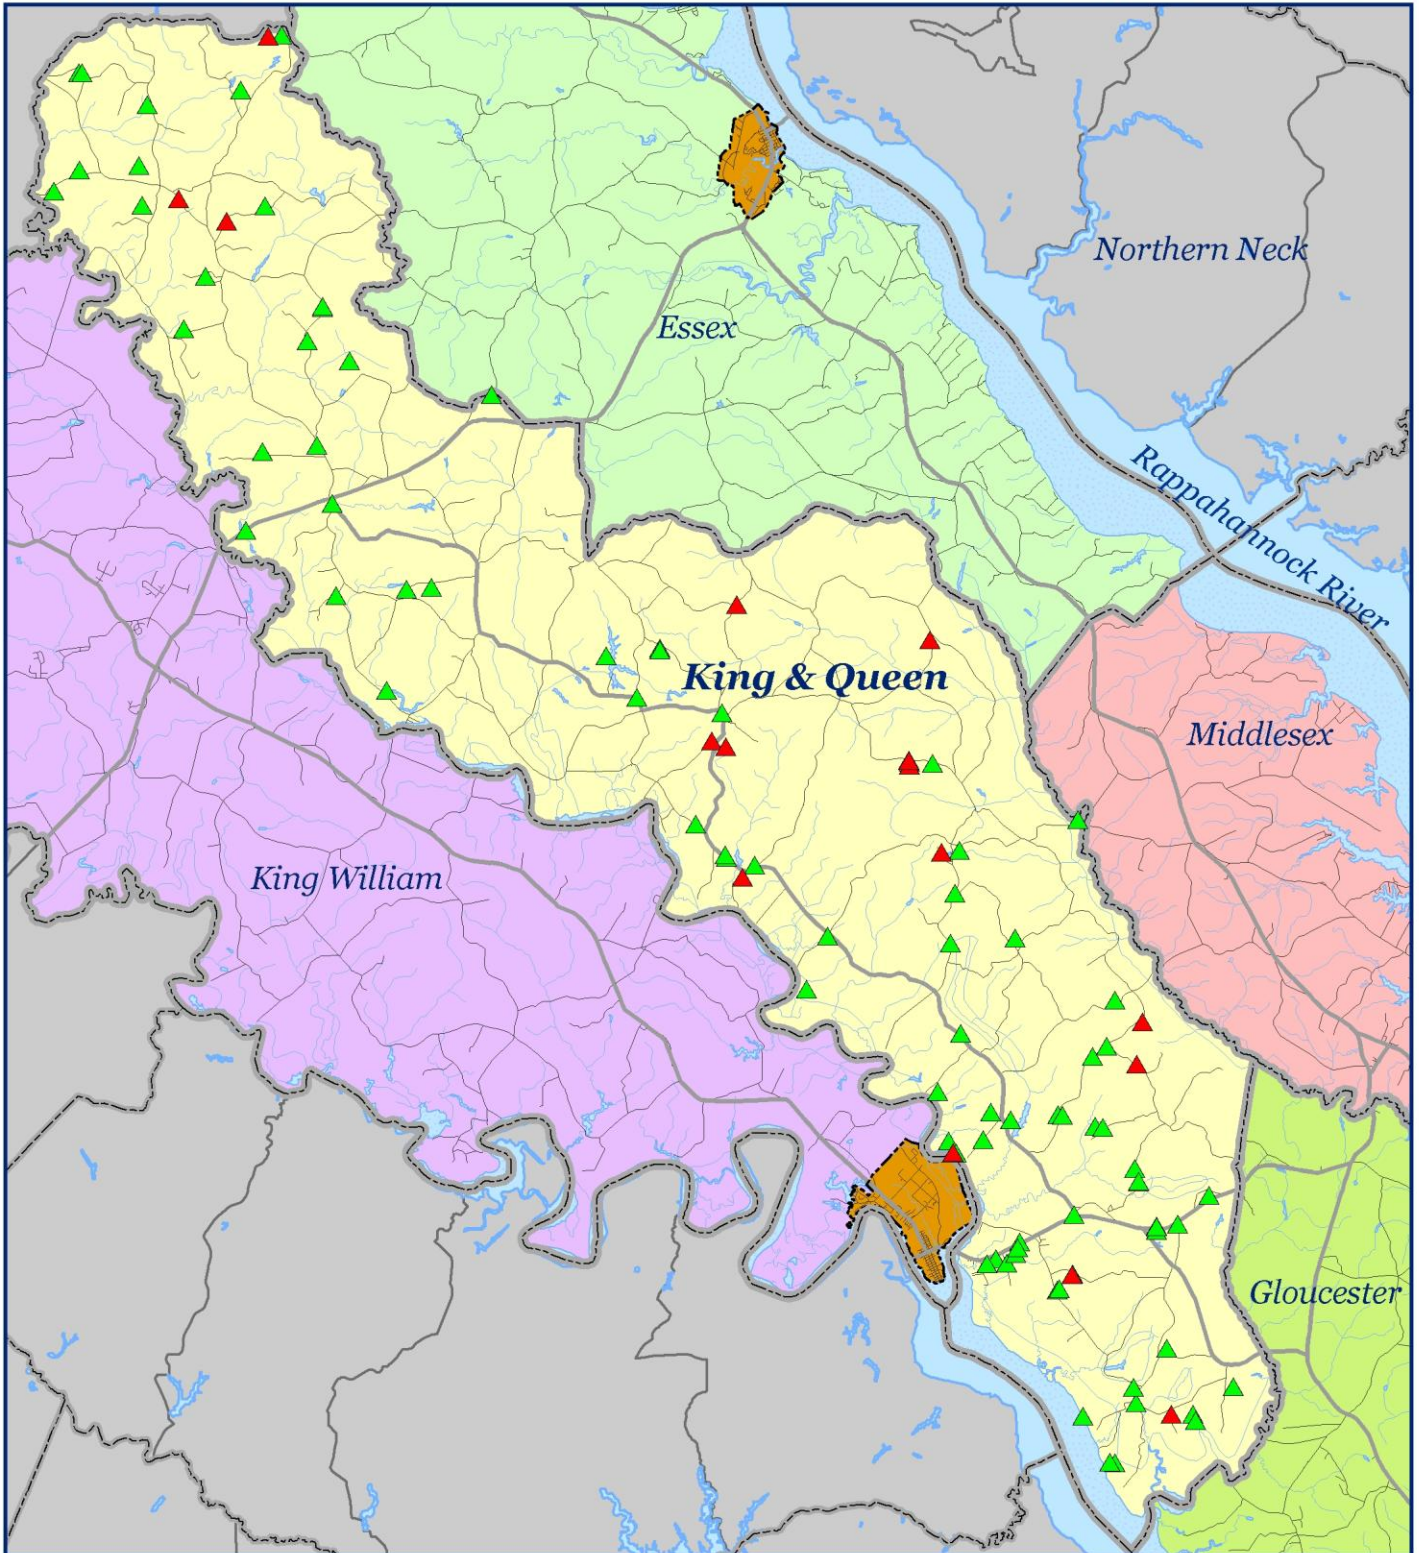 Northern Neck
Essex
Rappahannock River
King & Queen
Middlesex
King William
Gloucester